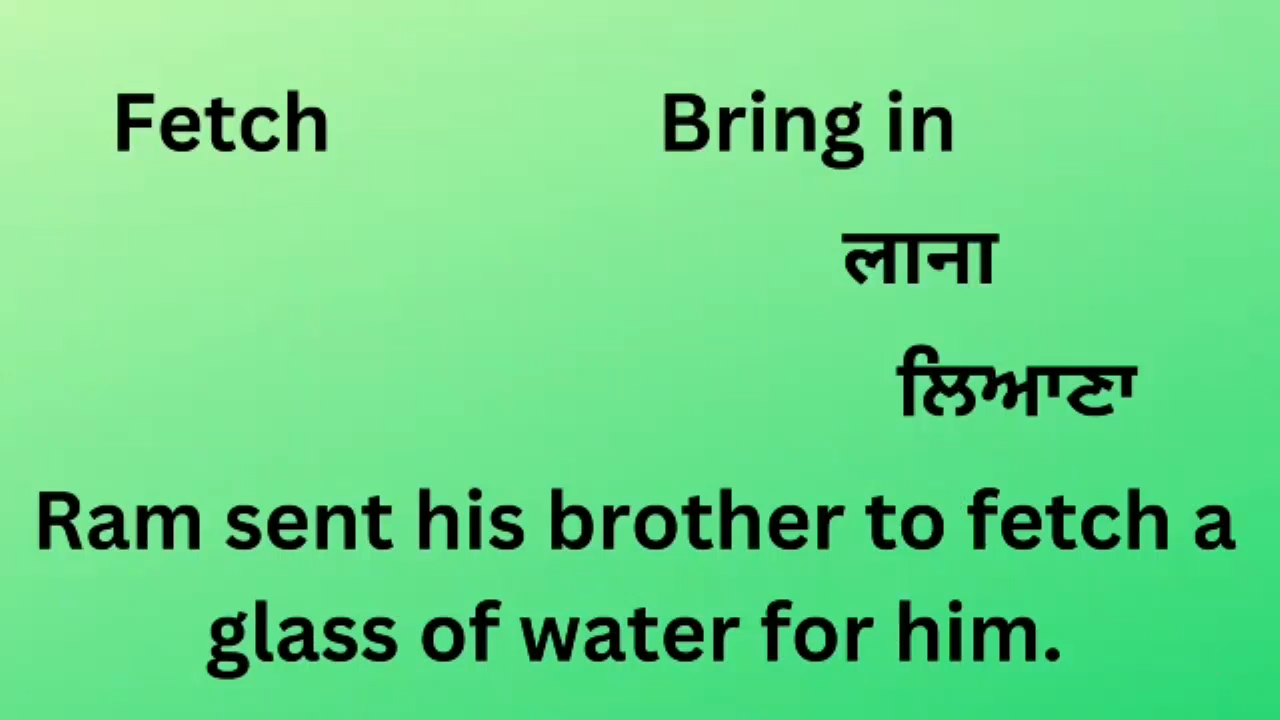 Fetch Bring in
लाना
ਲਿਆਣਾ
Ram sent his brother to fetch a
glass of water for him.